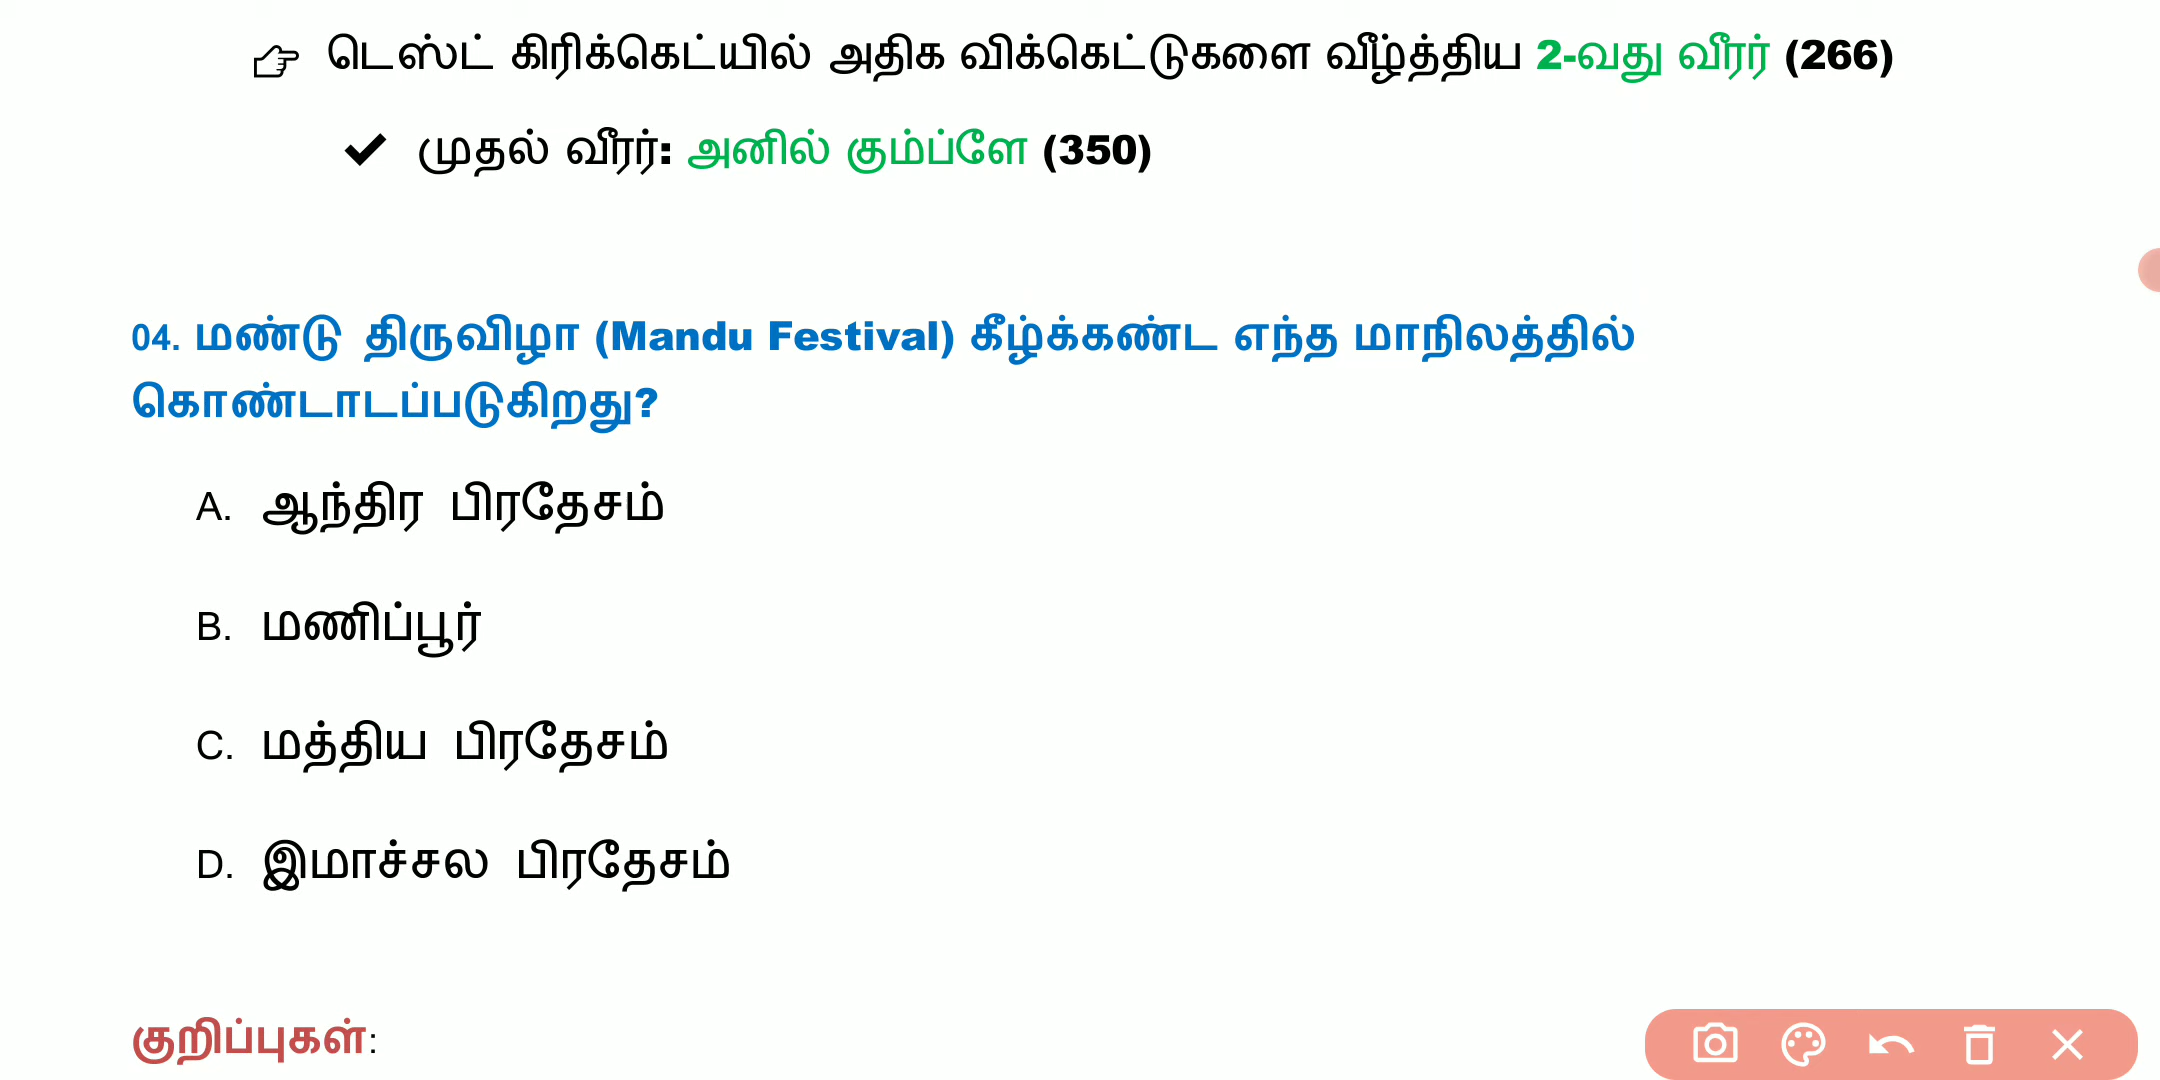 டெஸ்ட் கிரிக்கெட்யில் அதிக விக்கெட்டுகளை வீழ்த்திய 2-வது வீரர் (266)
முதல் வீரர்: அனில் கும்ப்ளே (350)
04. மண்டு திருவிழா (Mandu Festival) கீழ்க்கண்ட எந்த மாநிலத்தில்
கொண்டாடப்படுகிறது?
A. ஆந்திர பிரதேசம்
B. மணிப்பூர்
C. மத்திய பிரதேசம்
D. இமாச்சல பிரதேசம்
குறிப்புகள்: